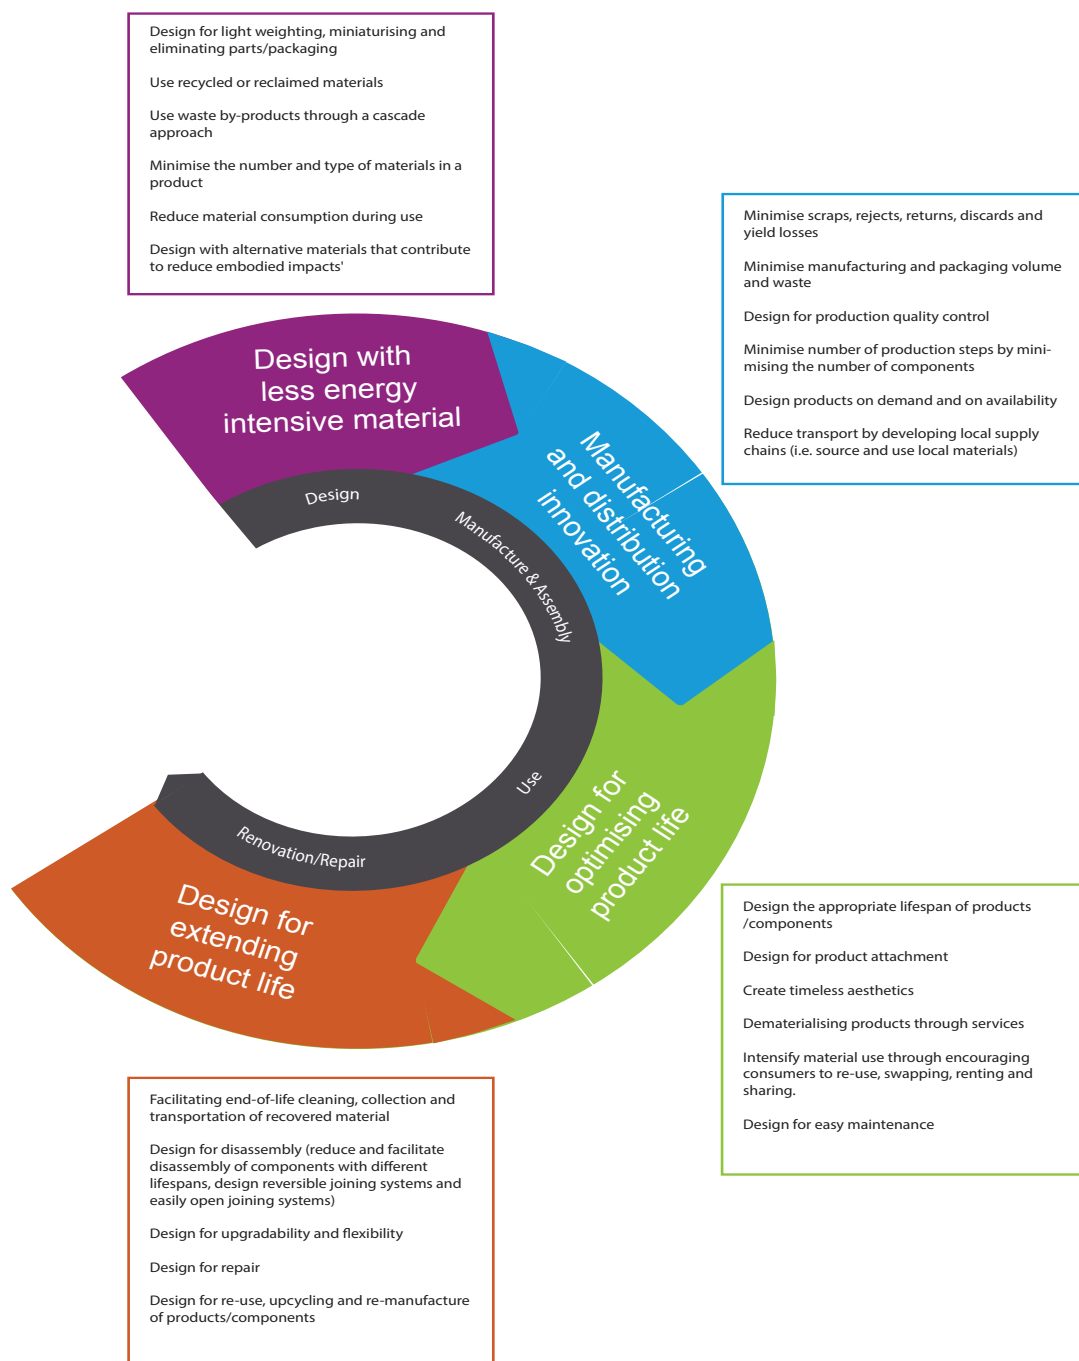 Design for light weighting, miniaturising and
eliminating parts/packaging
Use recycled or reclaimed materials
Use waste by-products through a cascade
approach
Minimise the number and type of materials in a
product
Reduce material consumption during use
Design with alternative materials that contribute
to reduce embodied impacts'
Minimise scraps, rejects, returns, discards and
yield losses
Minimise manufacturing and packaging volume
and waste
Design for production quality control
Minimise number of production steps by mini-
mising the number of components
Design products on demand and on availability
Reduce transport by developing local supply
chains (i.e. source and use local materials)
Design with
less energy
intensive material
Manufacturing
and distribution
innovation
Design
Manufacture & Assembly
Use
Renovation/Repair
Design for
optimising
product life
Design for
extending
product life
Design the appropriate lifespan of products
/components
Design for product attachment
Create timeless aesthetics
Dematerialising products through services
Intensify material use through encouraging
consumers to re-use, swapping, renting and
sharing.
Design for easy maintenance
Facilitating end-of-life cleaning, collection and
transportation of recovered material
Design for disassembly (reduce and facilitate
disassembly of components with different
lifespans, design reversible joining systems and
easily open joining systems)
Design for upgradability and flexibility
Design for repair
Design for re-use, upcycling and re-manufacture
of products/components